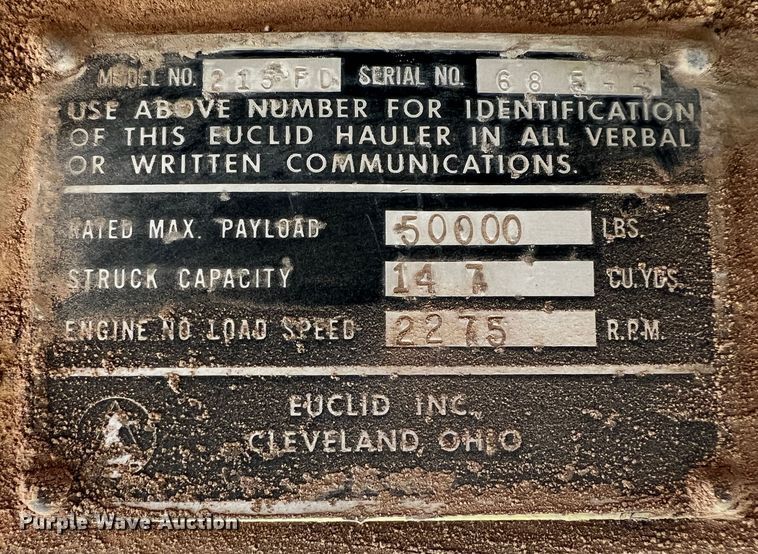 MODEL NO. 215 FD SERIAL NO.
USE ABOVE NUMBER FOR IDENTIFICATION
OF THIS EUCLID HAULER IN ALL VERBAL
OR WRITTEN COMMUNICATIONS.
RATED MAX. PAYLOAD 50000 LBS.
STRUCK CAPACITY 14 7 CU.YDS.
ENGINE NO LOAD SPEED 2275 R.P.M.
EUCLID INC.
CLEVELAND, OHIO
Purple Wave Auction